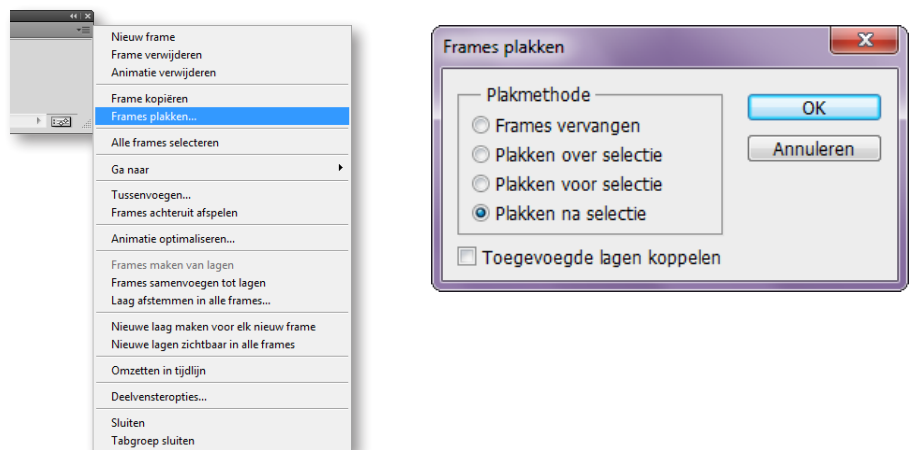 Nieuw frame
Frame verwijderen
Animatie verwijderen
Frame kopiëren
Frames plakken...
Alle frames selecteren
Ga naar
Tussenvoegen...
Frames achteruit afspelen
Animatie optimaliseren...
Frames maken van lagen
Frames samenvoegen tot lagen
Laag afstemmen in alle frames...
Nieuwe laag maken voor elk nieuw frame
Nieuwe lagen zichtbaar in alle frames
Omzetten in tijdlijn
Deelvensteropties...
Sluiten
Tabgroep sluiten
Frames plakken
Plakmethode
Frames vervangen
Plakken over selectie
Plakken voor selectie
Plakken na selectie
Toegevoegde lagen koppelen
OK
Annuleren